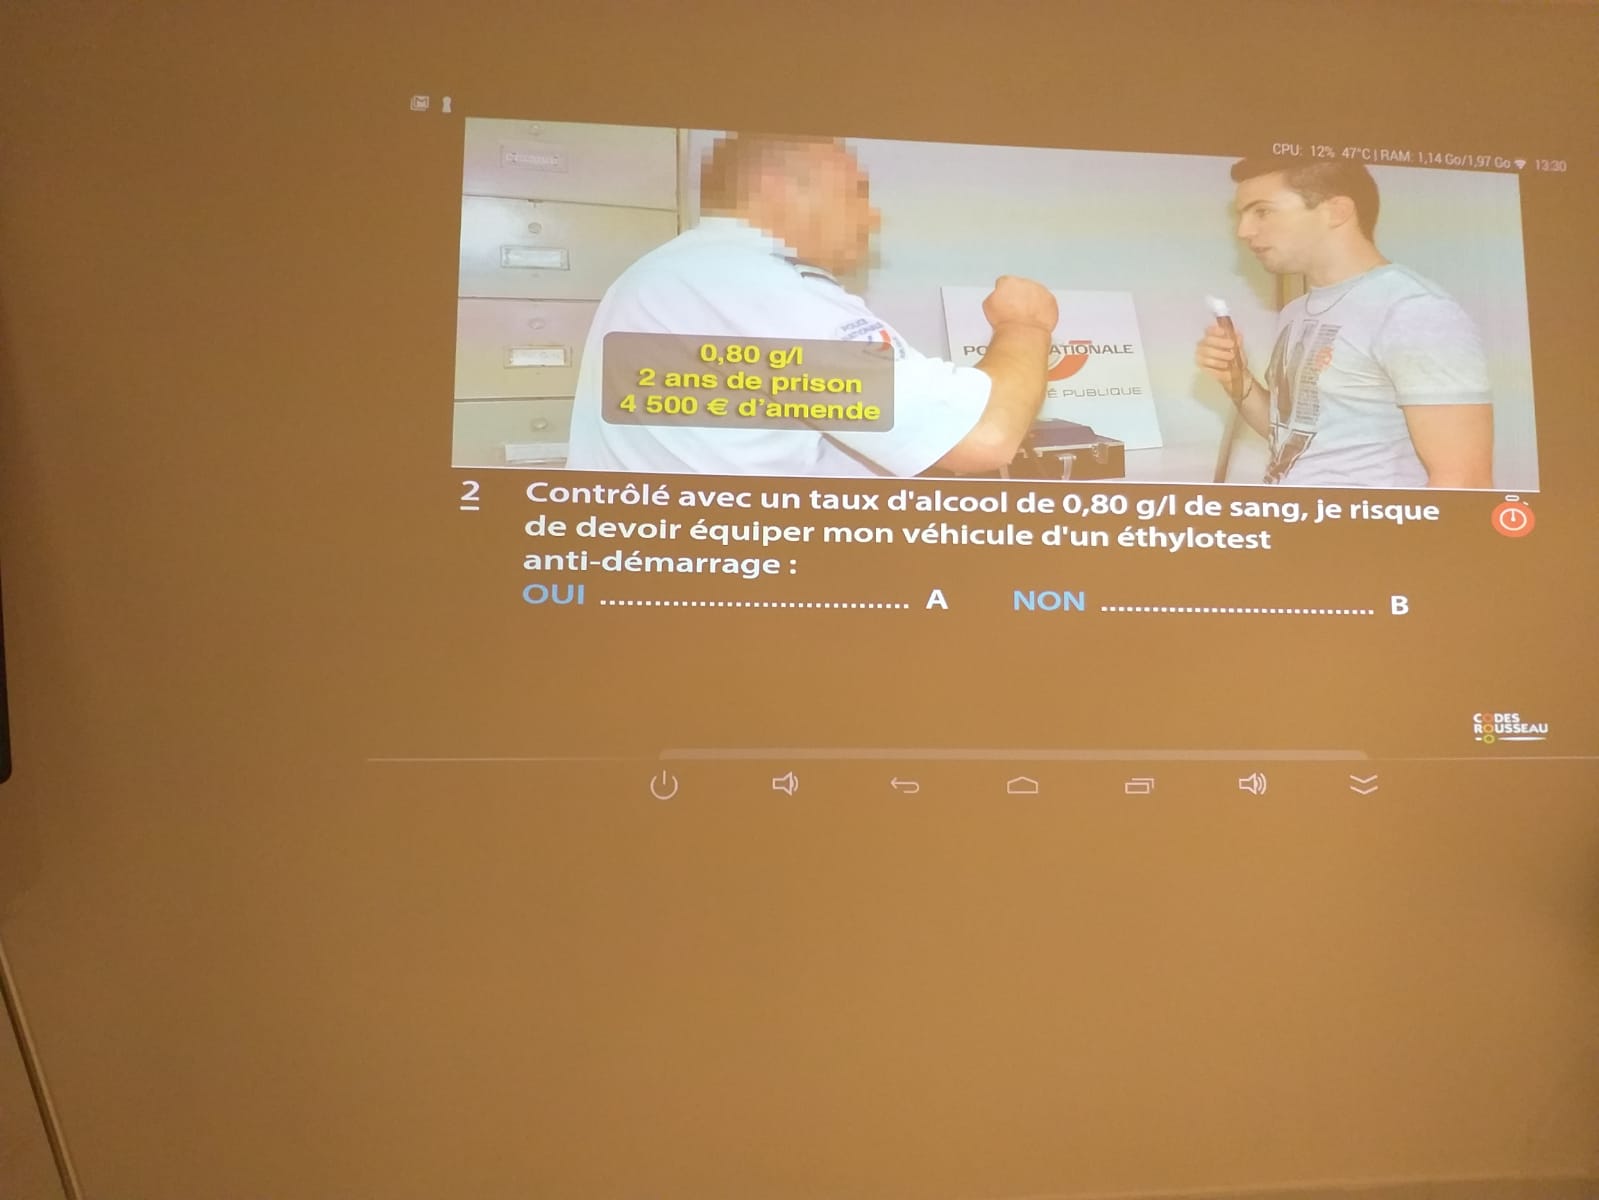 CPU: 12% 47°C | RAM: 1,14 Go/1,97 Go 13:30
PO ATIONALE
É PUBLIQUE
0,80 g/l
2 ans de prison
4 500 € d'amende
2 Contrôlé avec un taux d'alcool de 0,80 g/l de sang, je risque
de devoir équiper mon véhicule d'un éthylotest
anti-démarrage :
OUI .................................. A NON .............................. B
CODES
ROUSSEAU